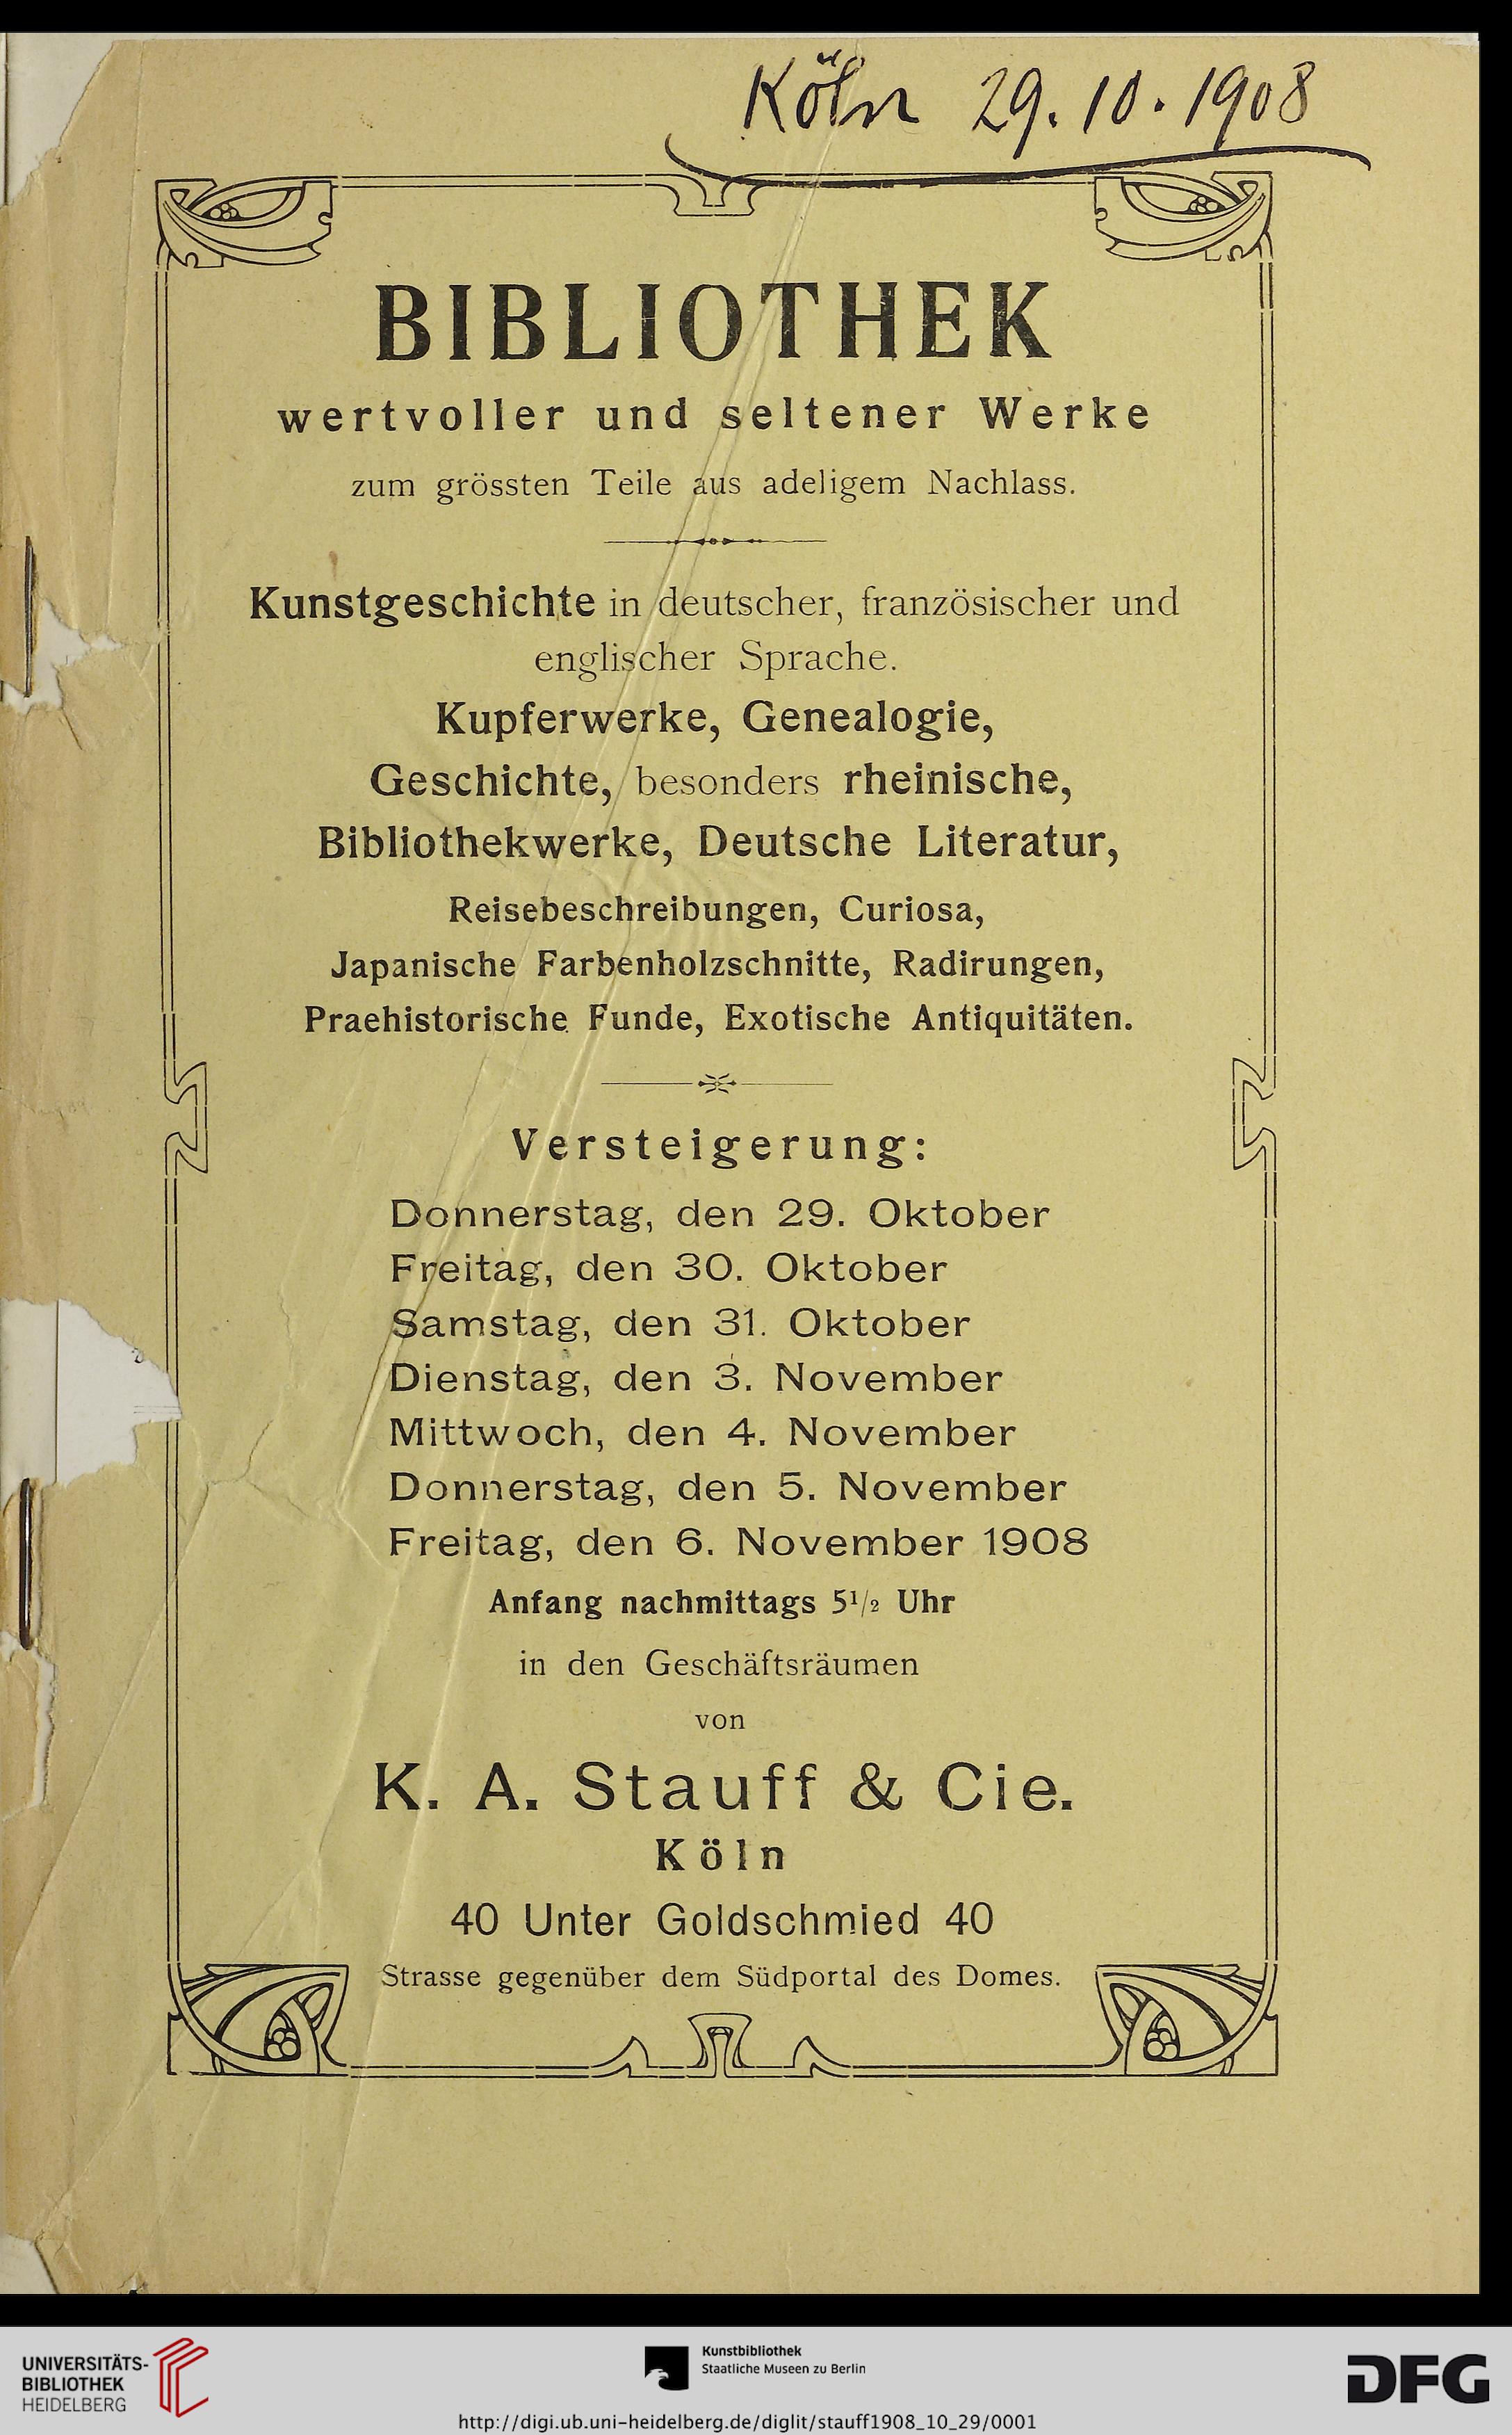 Köln 29.10.1908
BIBLIOTHEK
wertvoller und seltener Werke
zum grössten Teile aus adeligem Nachlass.
Kunstgeschichte in deutscher, französischer und
englischer Sprache.
Kupferwerke, Genealogie,
Geschichte, besonders rheinische,
Bibliothekwerke, Deutsche Literatur,
Reisebeschreibungen, Curiosa,
Japanische Farbenholzschnitte, Radirungen,
Praehistorische Funde, Exotische Antiquitäten.
Versteigerung:
Donnerstag, den 29. Oktober
Freitag, den 30. Oktober
Samstag, den 31. Oktober
Dienstag, den 3. November
Mittwoch, den 4. November
Donnerstag, den 5. November
Freitag, den 6. November 1908
Anfang nachmittags 5½ Uhr
in den Geschäftsräumen
von
K. A. Stauff & Cie.
Köln
40 Unter Goldschmied 40
Strasse gegenüber dem Südportal des Domes.
UNIVERSITÄTS-
BIBLIOTHEK
HEIDELBERG
Kunstbibliothek
Staatliche Museen zu Berlin
DFG
http://digi.ub.uni-heidelberg.de/diglit/stauff1908_10_29/0001